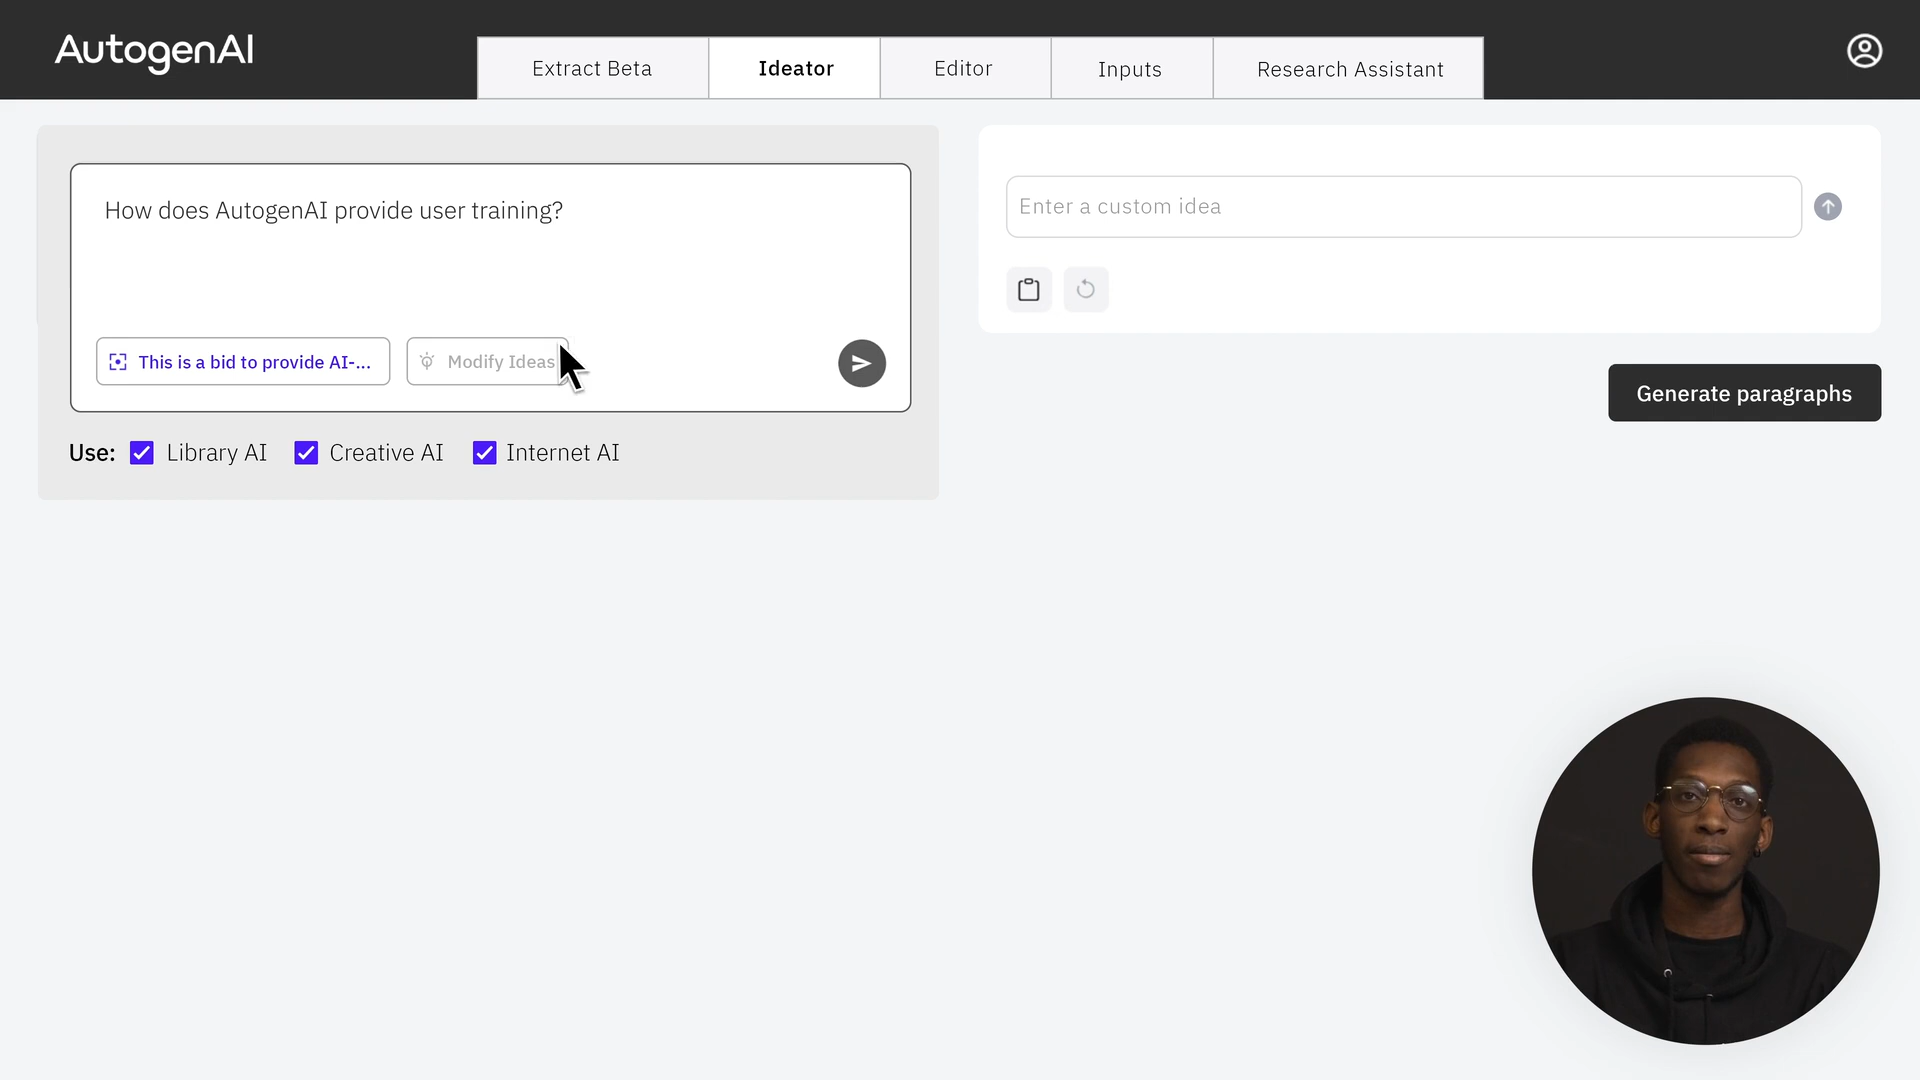 AutogenAI
Extract Beta
Ideator
Editor
Inputs
Research Assistant
How does AutogenAI provide user training?
This is a bid to provide AI-...
Modify Ideas
Use:
Library AI
Creative AI
Internet AI
Enter a custom idea
Generate paragraphs